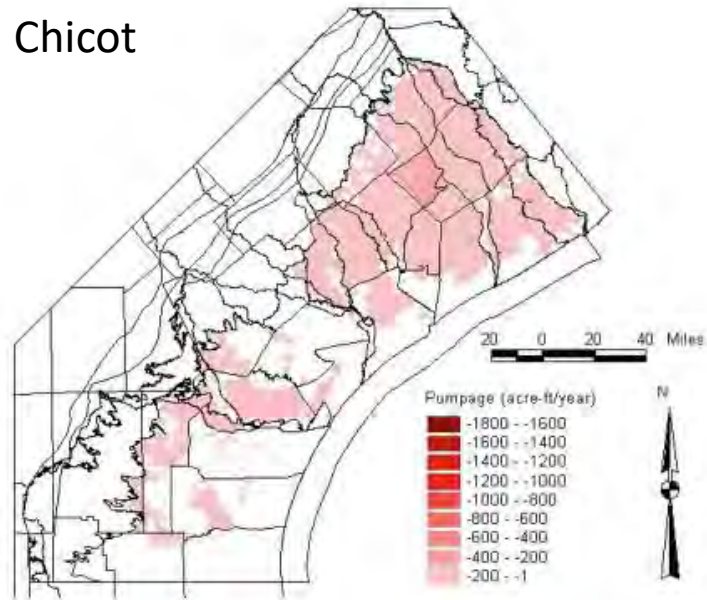 Chicot
20 0 20 40 Miles
Pumpage (acre-ft/year)
N
-1800 - -1600
-1600 - -1400
-1400 - -1200
-1200 - -1000
-1000 - -800
-800 - -600
-600 - -400
-400 - -200
-200 - -1